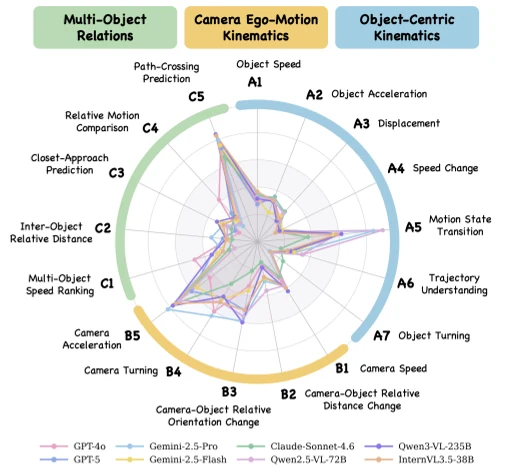 Multi-Object
Relations
Camera Ego-Motion
Kinematics
Object-Centric
Kinematics
Path-Crossing
Prediction
C5
Object Speed
A1
A2 Object Acceleration
Relative Motion
Comparison
C4
A3 Displacement
Closet-Approach
Prediction
C3
A4 Speed Change
Inter-Object
Relative Distance
C2
A5
Motion State
Transition
Multi-Object
Speed Ranking
C1
A6
Trajectory
Understanding
Camera
Acceleration
B5
A7 Object Turning
Camera Turning B4
B1 Camera Speed
B3
Camera-Object Relative
Orientation Change
B2
Camera-Object Relative
Distance Change
GPT-4o
Gemini-2.5-Pro
Claude-Sonnet-4.6
Qwen3-VL-235B
GPT-5
Gemini-2.5-Flash
Qwen2.5-VL-72B
InternVL3.5-38B